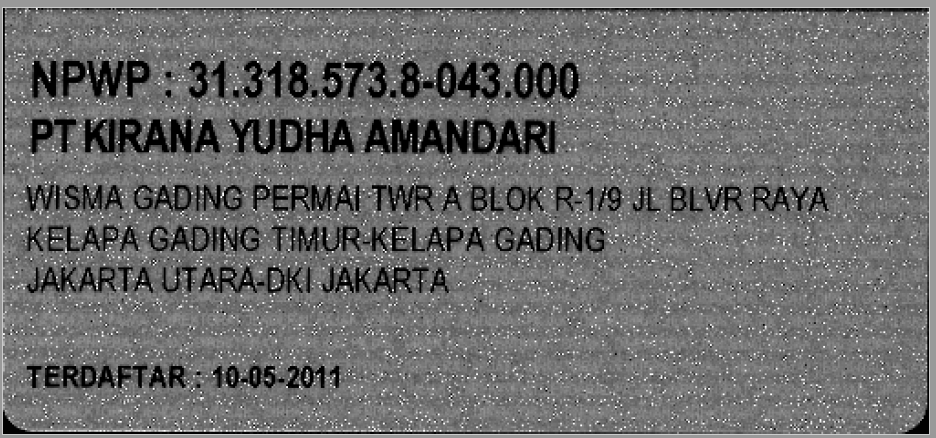 NPWP : 31.318.573.8-043.000
PT KIRANA YUDHA AMANDARI
WISMA GADING PERMAI TWR A BLOK R-1/9 JL BLVR RAYA
KELAPA GADING TIMUR-KELAPA GADING
JAKARTA UTARA-DKI JAKARTA
TERDAFTAR : 10-05-2011